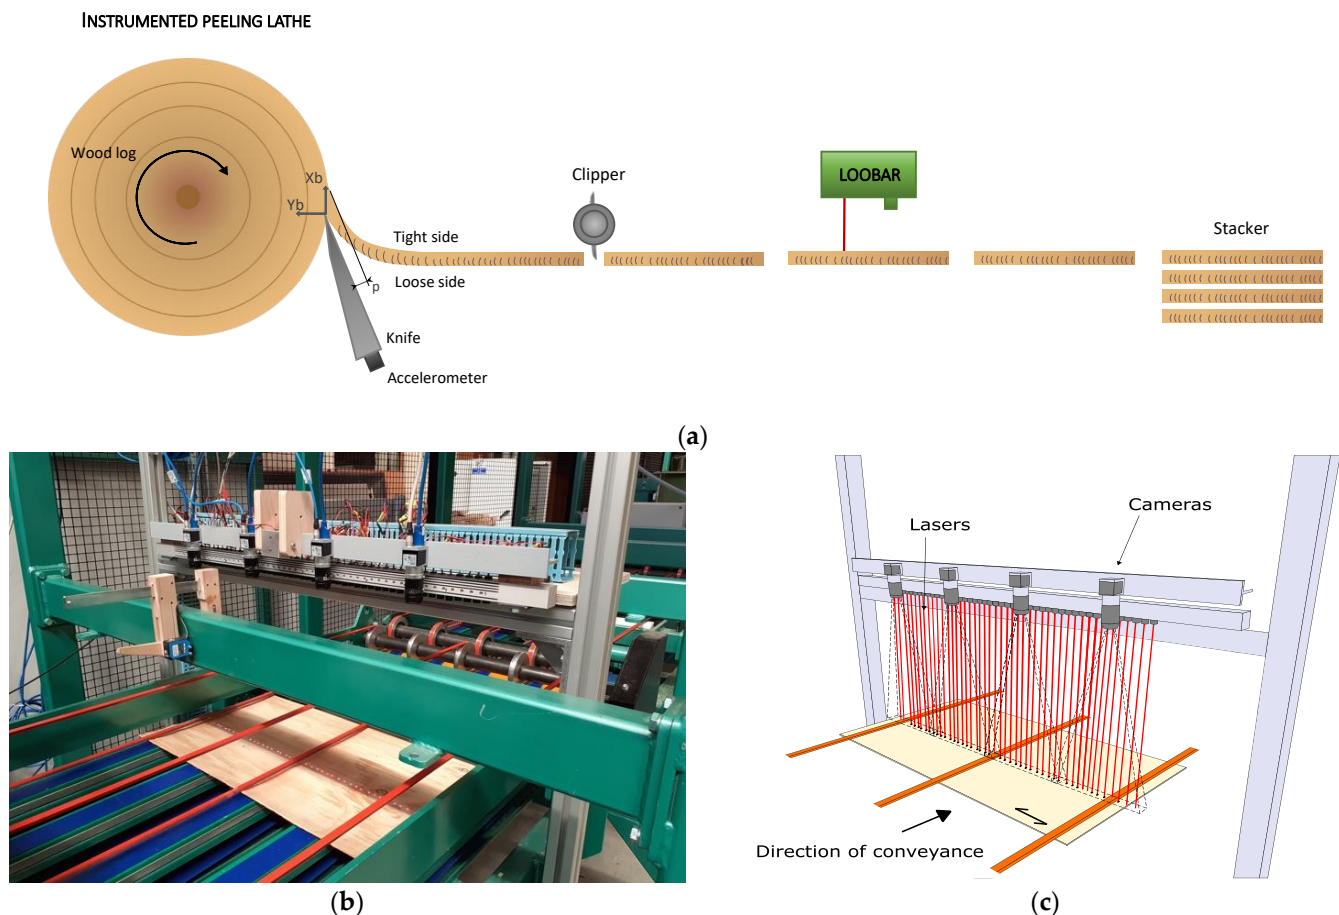 INSTRUMENTED PEELING LATHE
Wood log
Xb
Yb
Tight side
Loose side
p
Knife
Accelerometer
Clipper
LOOBAR
Stacker
(a)
Lasers
Cameras
Direction of conveyance
(b)
(c)